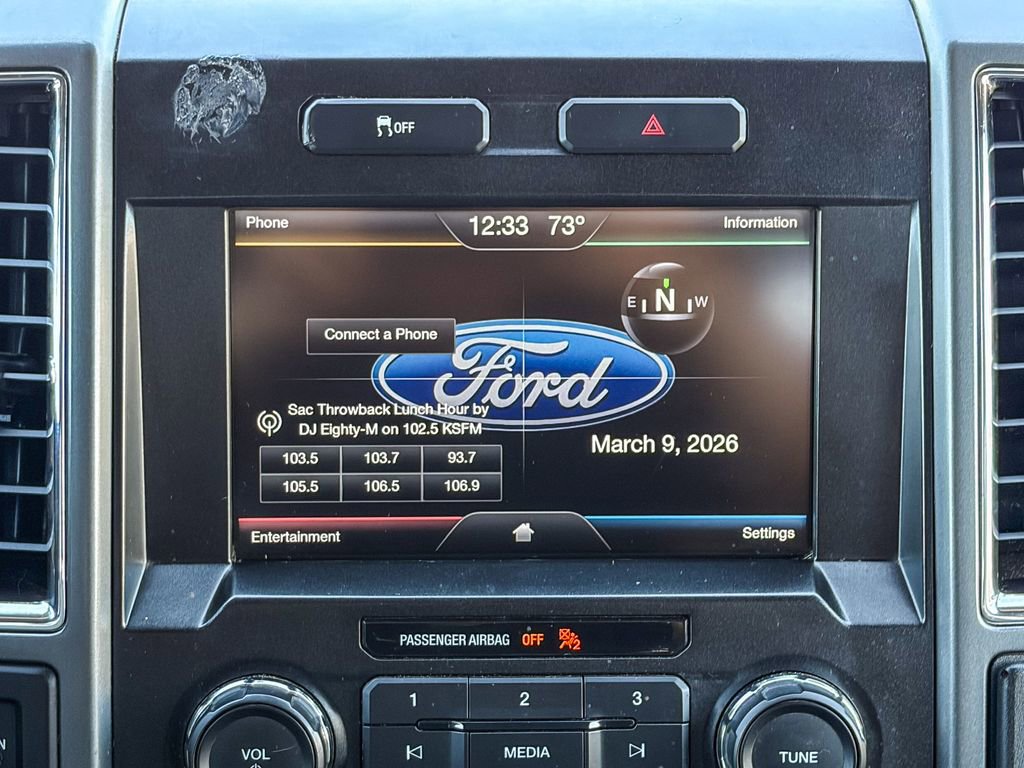 OFF
Phone
12:33 73°
Information
E N W
Connect a Phone
Ford
Sac Throwback Lunch Hour by
DJ Eighty-M on 102.5 KSFM
March 9, 2026
103.5 103.7 93.7
105.5 106.5 106.9
Entertainment
Settings
PASSENGER AIRBAG OFF 2
1 2 3
VOL
MEDIA
TUNE